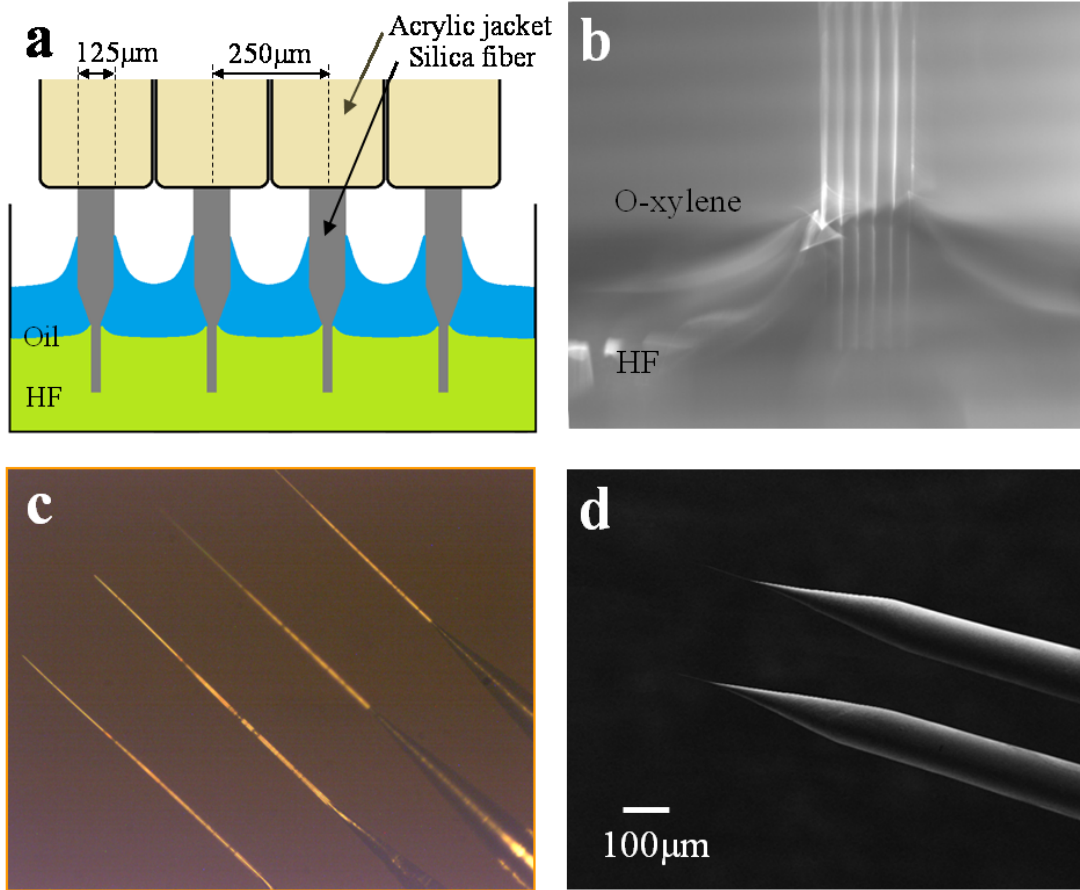 a
Acrylic jacket
Silica fiber
125μm
250μm
Oil
HF
b
O-xylene
HF
c
d
100μm